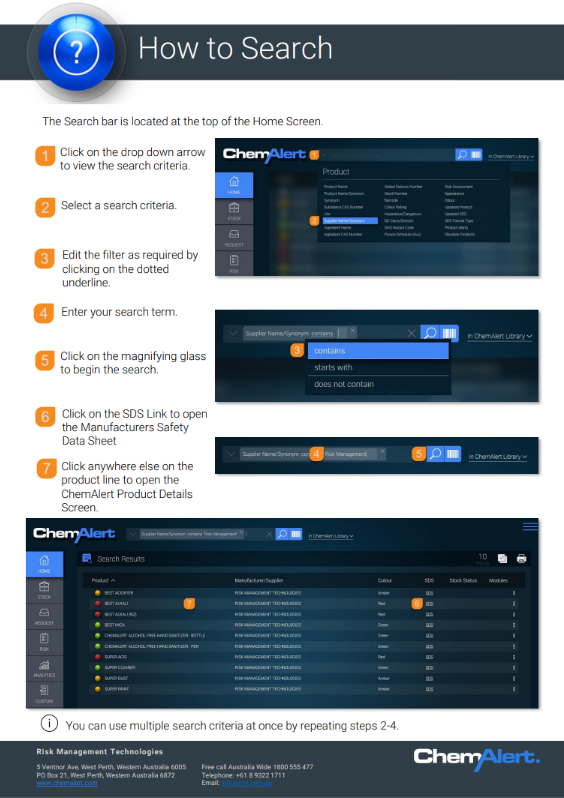 ?
How to Search
The Search bar is located at the top of the Home Screen.
1 Click on the drop down arrow
to view the search criteria.
2 Select a search criteria.
3 Edit the filter as required by
clicking on the dotted
underline.
4 Enter your search term.
5 Click on the magnifying glass
to begin the search.
6 Click on the SDS Link to open
the Manufacturers Safety
Data Sheet
7 Click anywhere else on the
product line to open the
ChemAlert Product Details
Screen.
ChemAlert 1 In ChemAlert Library
HOME
STOCK
REQUEST
RISK
Product
Product Name United Nations Number Risk Assessment
Product Name/Synonym Stock Number Appearance
Synonym Barcode Odour
Substance CAS Number Colour Rating Updated Product
Use Hazardous/Dangerous Updated SDS
2 Supplier Name/Synonym DG Class/Division SDS Format Type
Ingredient Name GHS Hazard Code Product Alerts
Ingredient CAS Number Poison Schedule (Aus) Obsolete Products
Supplier Name/Synonym contains × In ChemAlert Library
3 contains
starts with
does not contain
Supplier Name/Synonym 4 Risk Management × 5 In ChemAlert Library
ChemAlert Supplier Name/Synonym contains "Risk Management" × In ChemAlert Library
HOME
STOCK
REQUEST
RISK
ANALYTICS
CUSTOM
Search Results 10
Product Manufacturer/Supplier Colour SDS Stock Status Modules
BEST ACIDIFIER RISK MANAGEMENT TECHNOLOGIES Amber SDS
BEST ALKALI 7 RISK MANAGEMENT TECHNOLOGIES Red 6 SDS
BEST ALKALI (NZ) RISK MANAGEMENT TECHNOLOGIES Red SDS
BEST MICA RISK MANAGEMENT TECHNOLOGIES Green SDS
CHEMALERT ALCOHOL FREE HAND SANITIZER - BOTTLE RISK MANAGEMENT TECHNOLOGIES Green SDS
CHEMALERT ALCOHOL FREE HAND SANITIZER - PEN RISK MANAGEMENT TECHNOLOGIES Green SDS
SUPER ACID RISK MANAGEMENT TECHNOLOGIES Red SDS
SUPER CLEANER RISK MANAGEMENT TECHNOLOGIES Green SDS
SUPER DUST RISK MANAGEMENT TECHNOLOGIES Amber SDS
SUPER PAINT RISK MANAGEMENT TECHNOLOGIES Amber SDS
i You can use multiple search criteria at once by repeating steps 2-4.
Risk Management Technologies
5 Ventnor Ave, West Perth, Western Australia 6005
PO Box 21, West Perth, Western Australia 6872
www.chemalert.com
Free call Australia Wide 1800 555 477
Telephone: +61 8 9322 1711
Email:
ChemAlert.